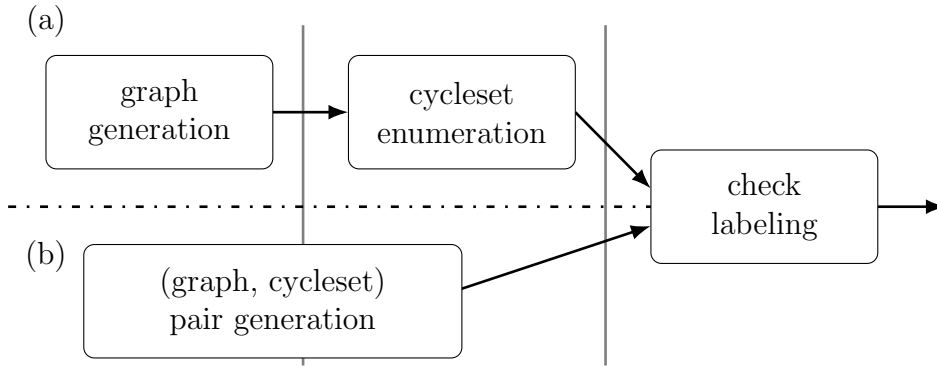 (a)
graph
generation
cycleset
enumeration
check
labeling
(b)
(graph, cycleset)
pair generation